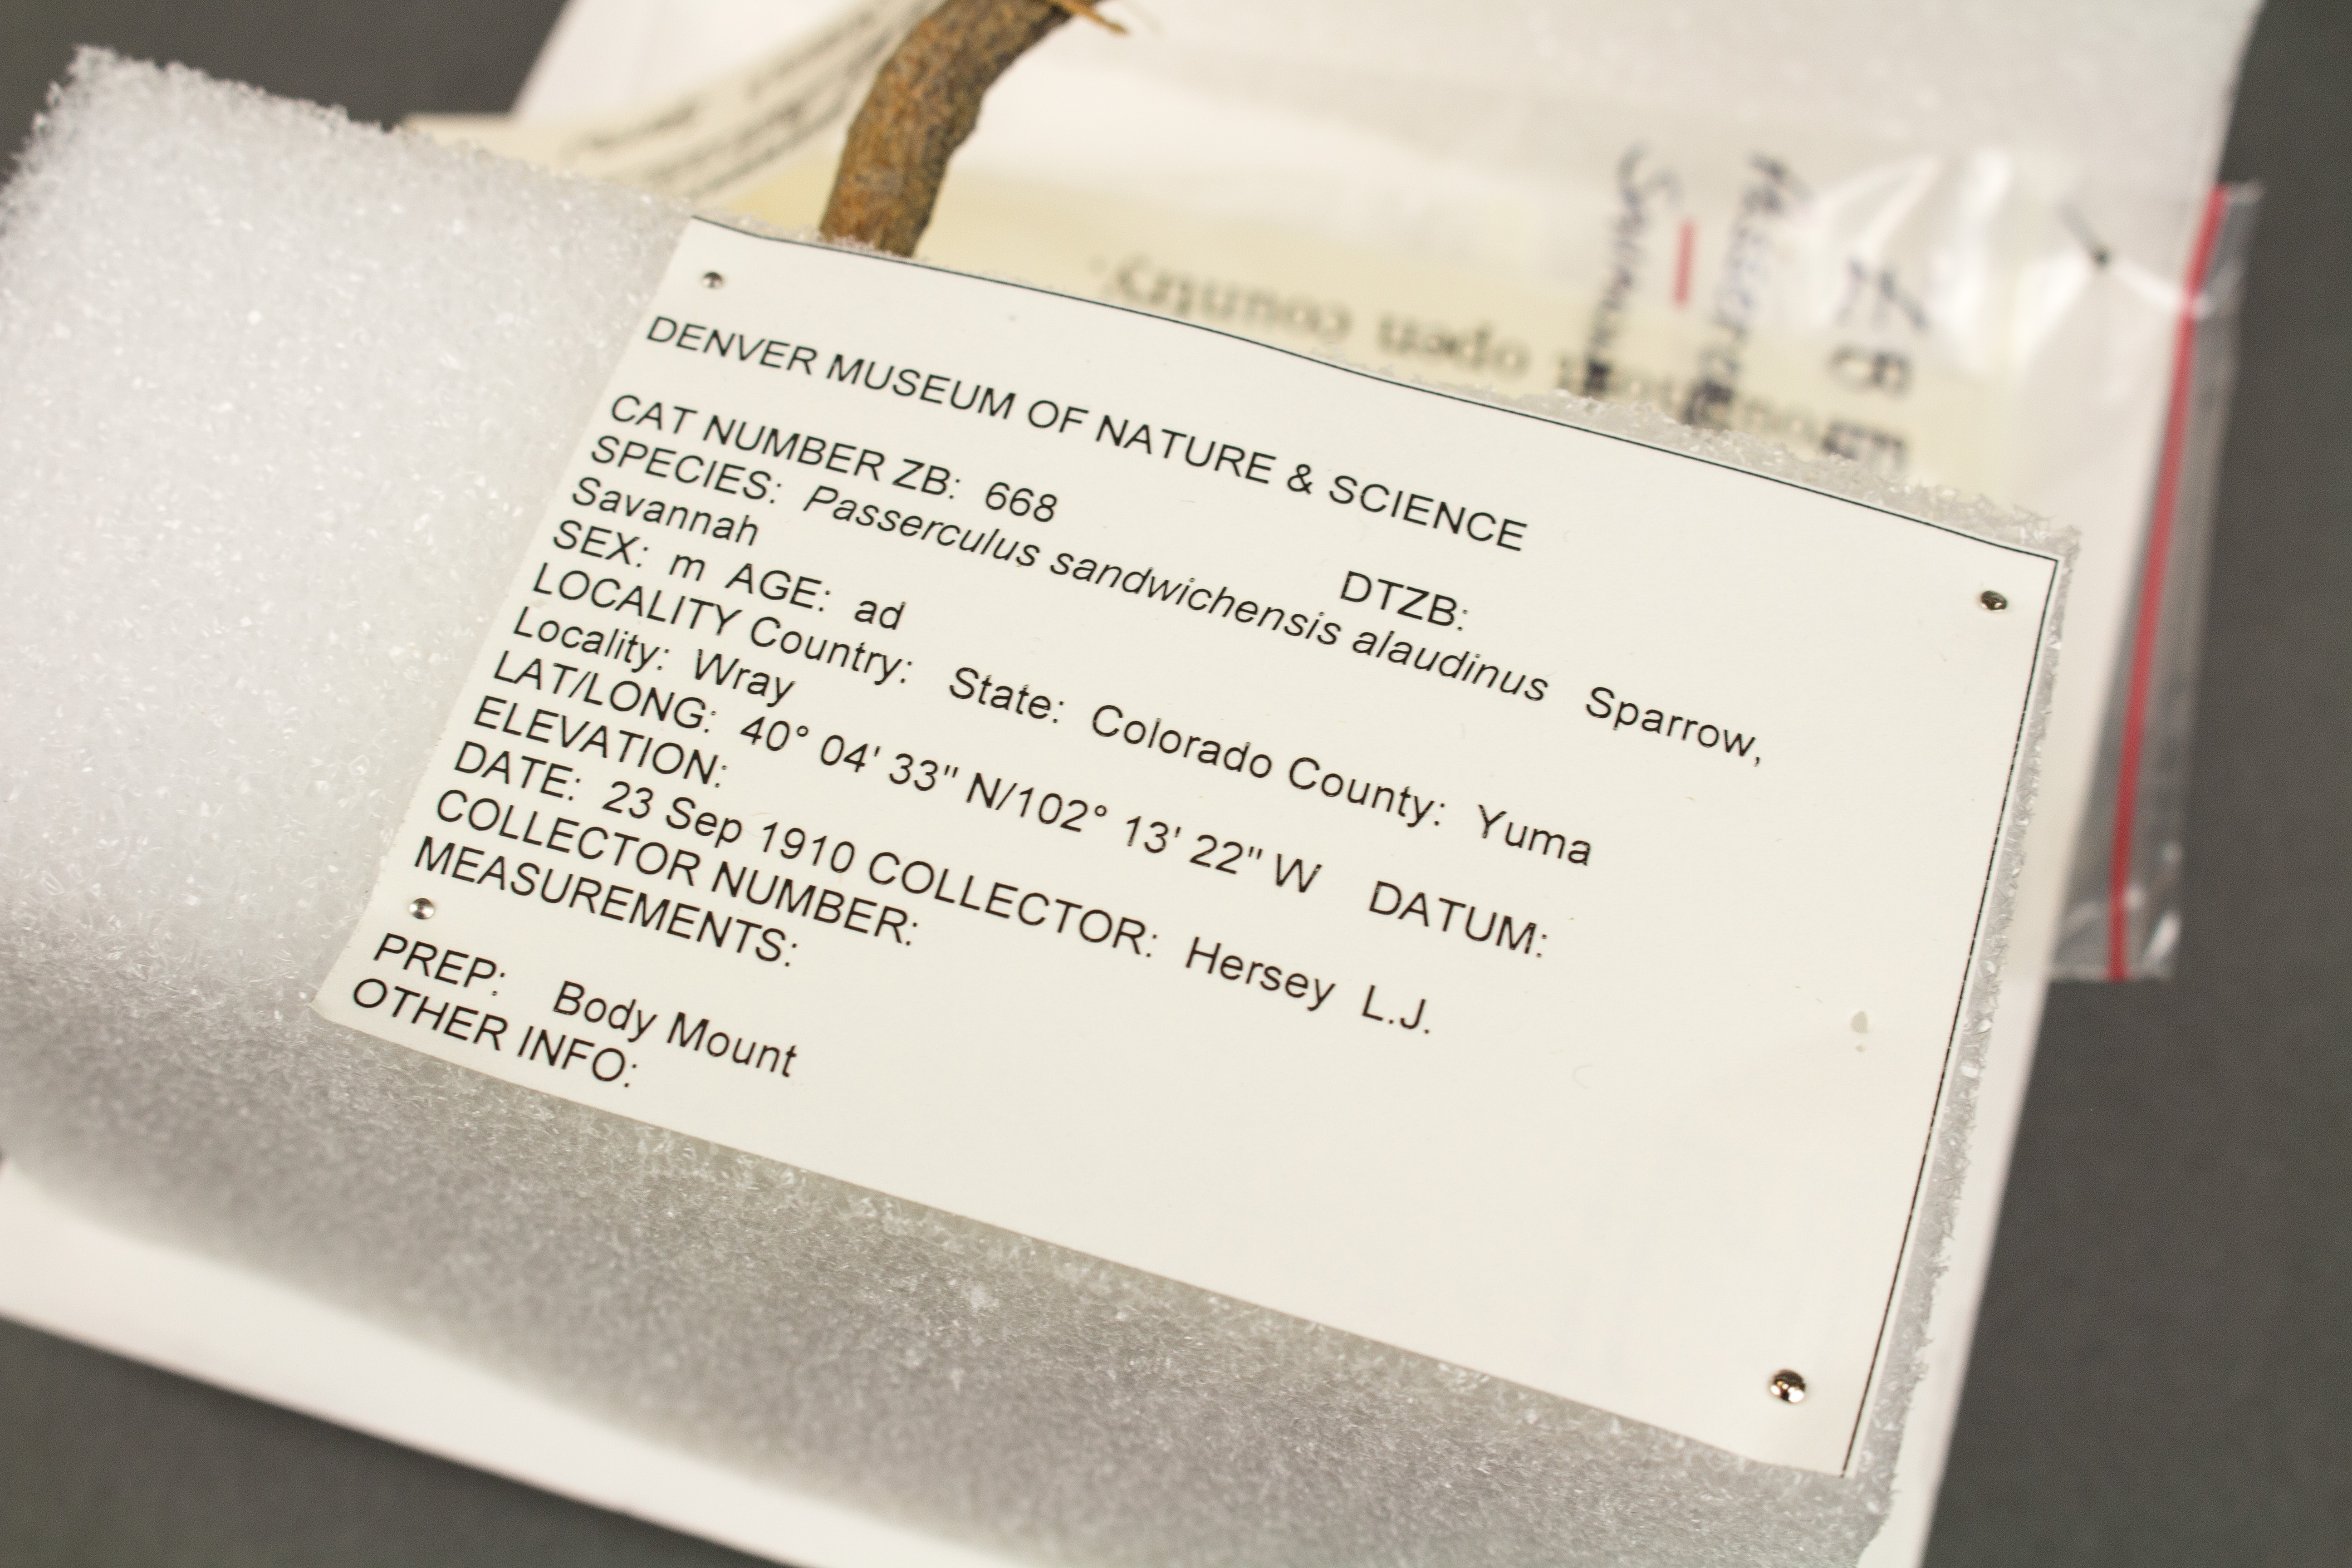 DENVER MUSEUM OF NATURE & SCIENCE
CAT NUMBER ZB: 668 DTZB:
SPECIES: Passerculus sandwichensis alaudinus Sparrow,
Savannah
SEX: m AGE: ad
LOCALITY Country: State: Colorado County: Yuma
Locality: Wray
LAT/LONG: 40° 04' 33" N/102° 13' 22" W DATUM:
ELEVATION:
DATE: 23 Sep 1910 COLLECTOR: Hersey L.J.
COLLECTOR NUMBER:
MEASUREMENTS:
PREP: Body Mount
OTHER INFO:
open country.